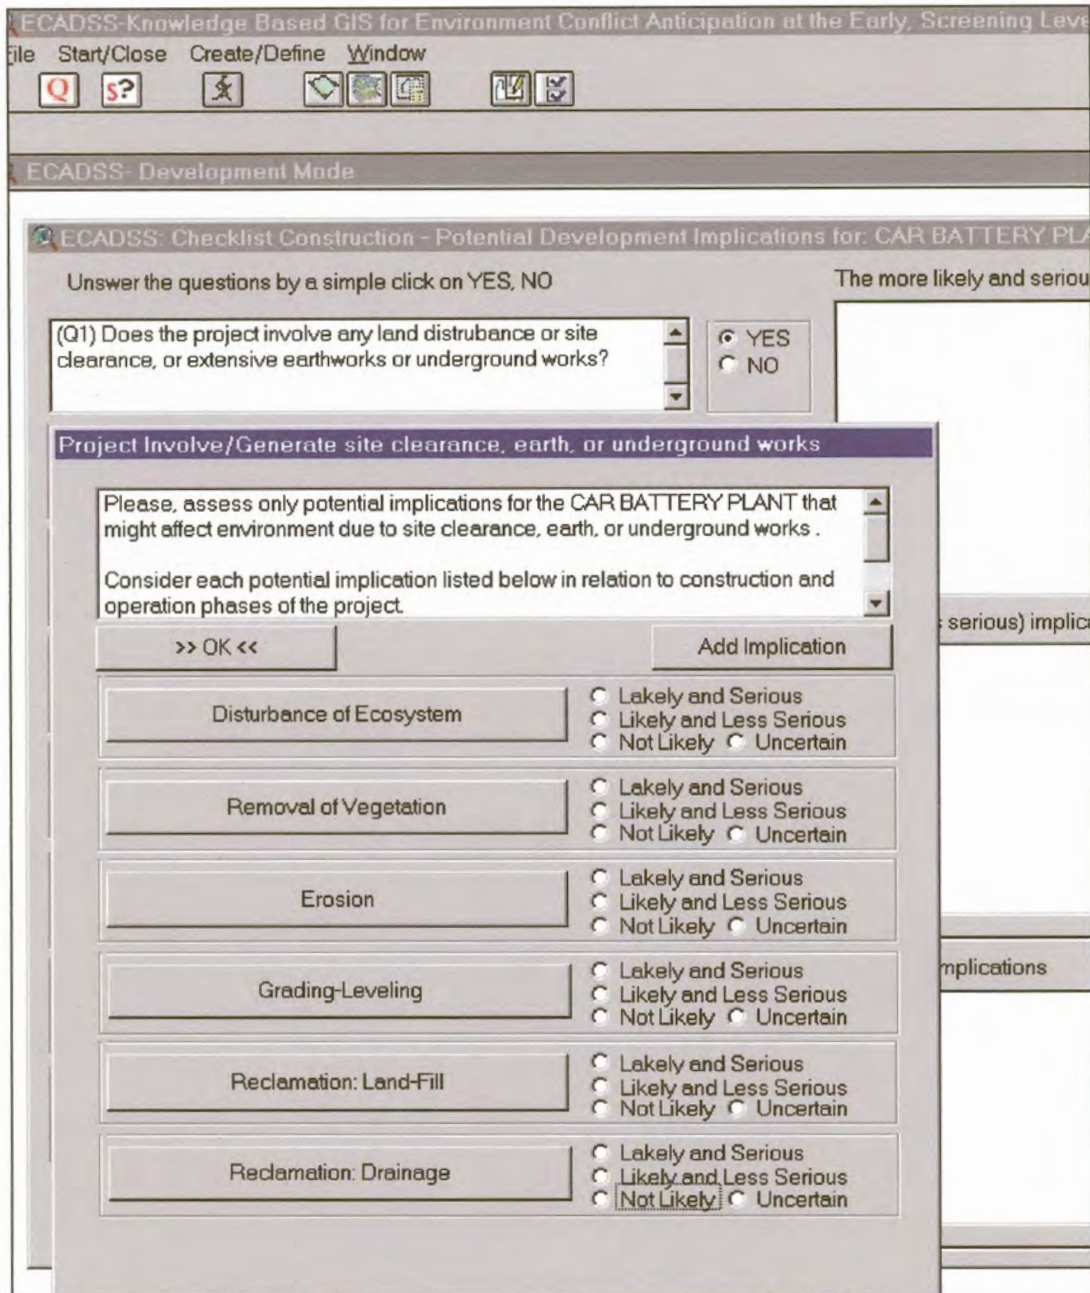 ECADSS-Knowledge Based GIS for Environment Conflict Anticipation at the Early, Screening
File Start/Close Create/Define Window
Q S?
ECADSS- Development Mode
ECADSS: Checklist Construction - Potential Development Implications for: CAR BATTERY
Unswer the questions by a simple click on YES, NO
The more likely and
(Q1) Does the project involve any land distrubance or site
clearance, or extensive earthworks or underground works?
YES
NO
Project Involve/Generate site clearance, earth, or underground works
Please, assess only potential implications for the CAR BATTERY PLANT that
might affect environment due to site clearance, earth, or underground works .
Consider each potential implication listed below in relation to construction and
operation phases of the project.
serious)
>> OK <<
Add Implication
Disturbance of Ecosystem
Lakely and Serious
Likely and Less Serious
Not Likely Uncertain
Removal of Vegetation
Lakely and Serious
Likely and Less Serious
Not Likely Uncertain
Erosion
Lakely and Serious
Likely and Less Serious
Not Likely Uncertain
Grading-Leveling
Lakely and Serious
Likely and Less Serious
Not Likely Uncertain
Reclamation: Land-Fill
Lakely and Serious
Likely and Less Serious
Not Likely Uncertain
Reclamation: Drainage
Lakely and Serious
Likely and Less Serious
Not Likely Uncertain